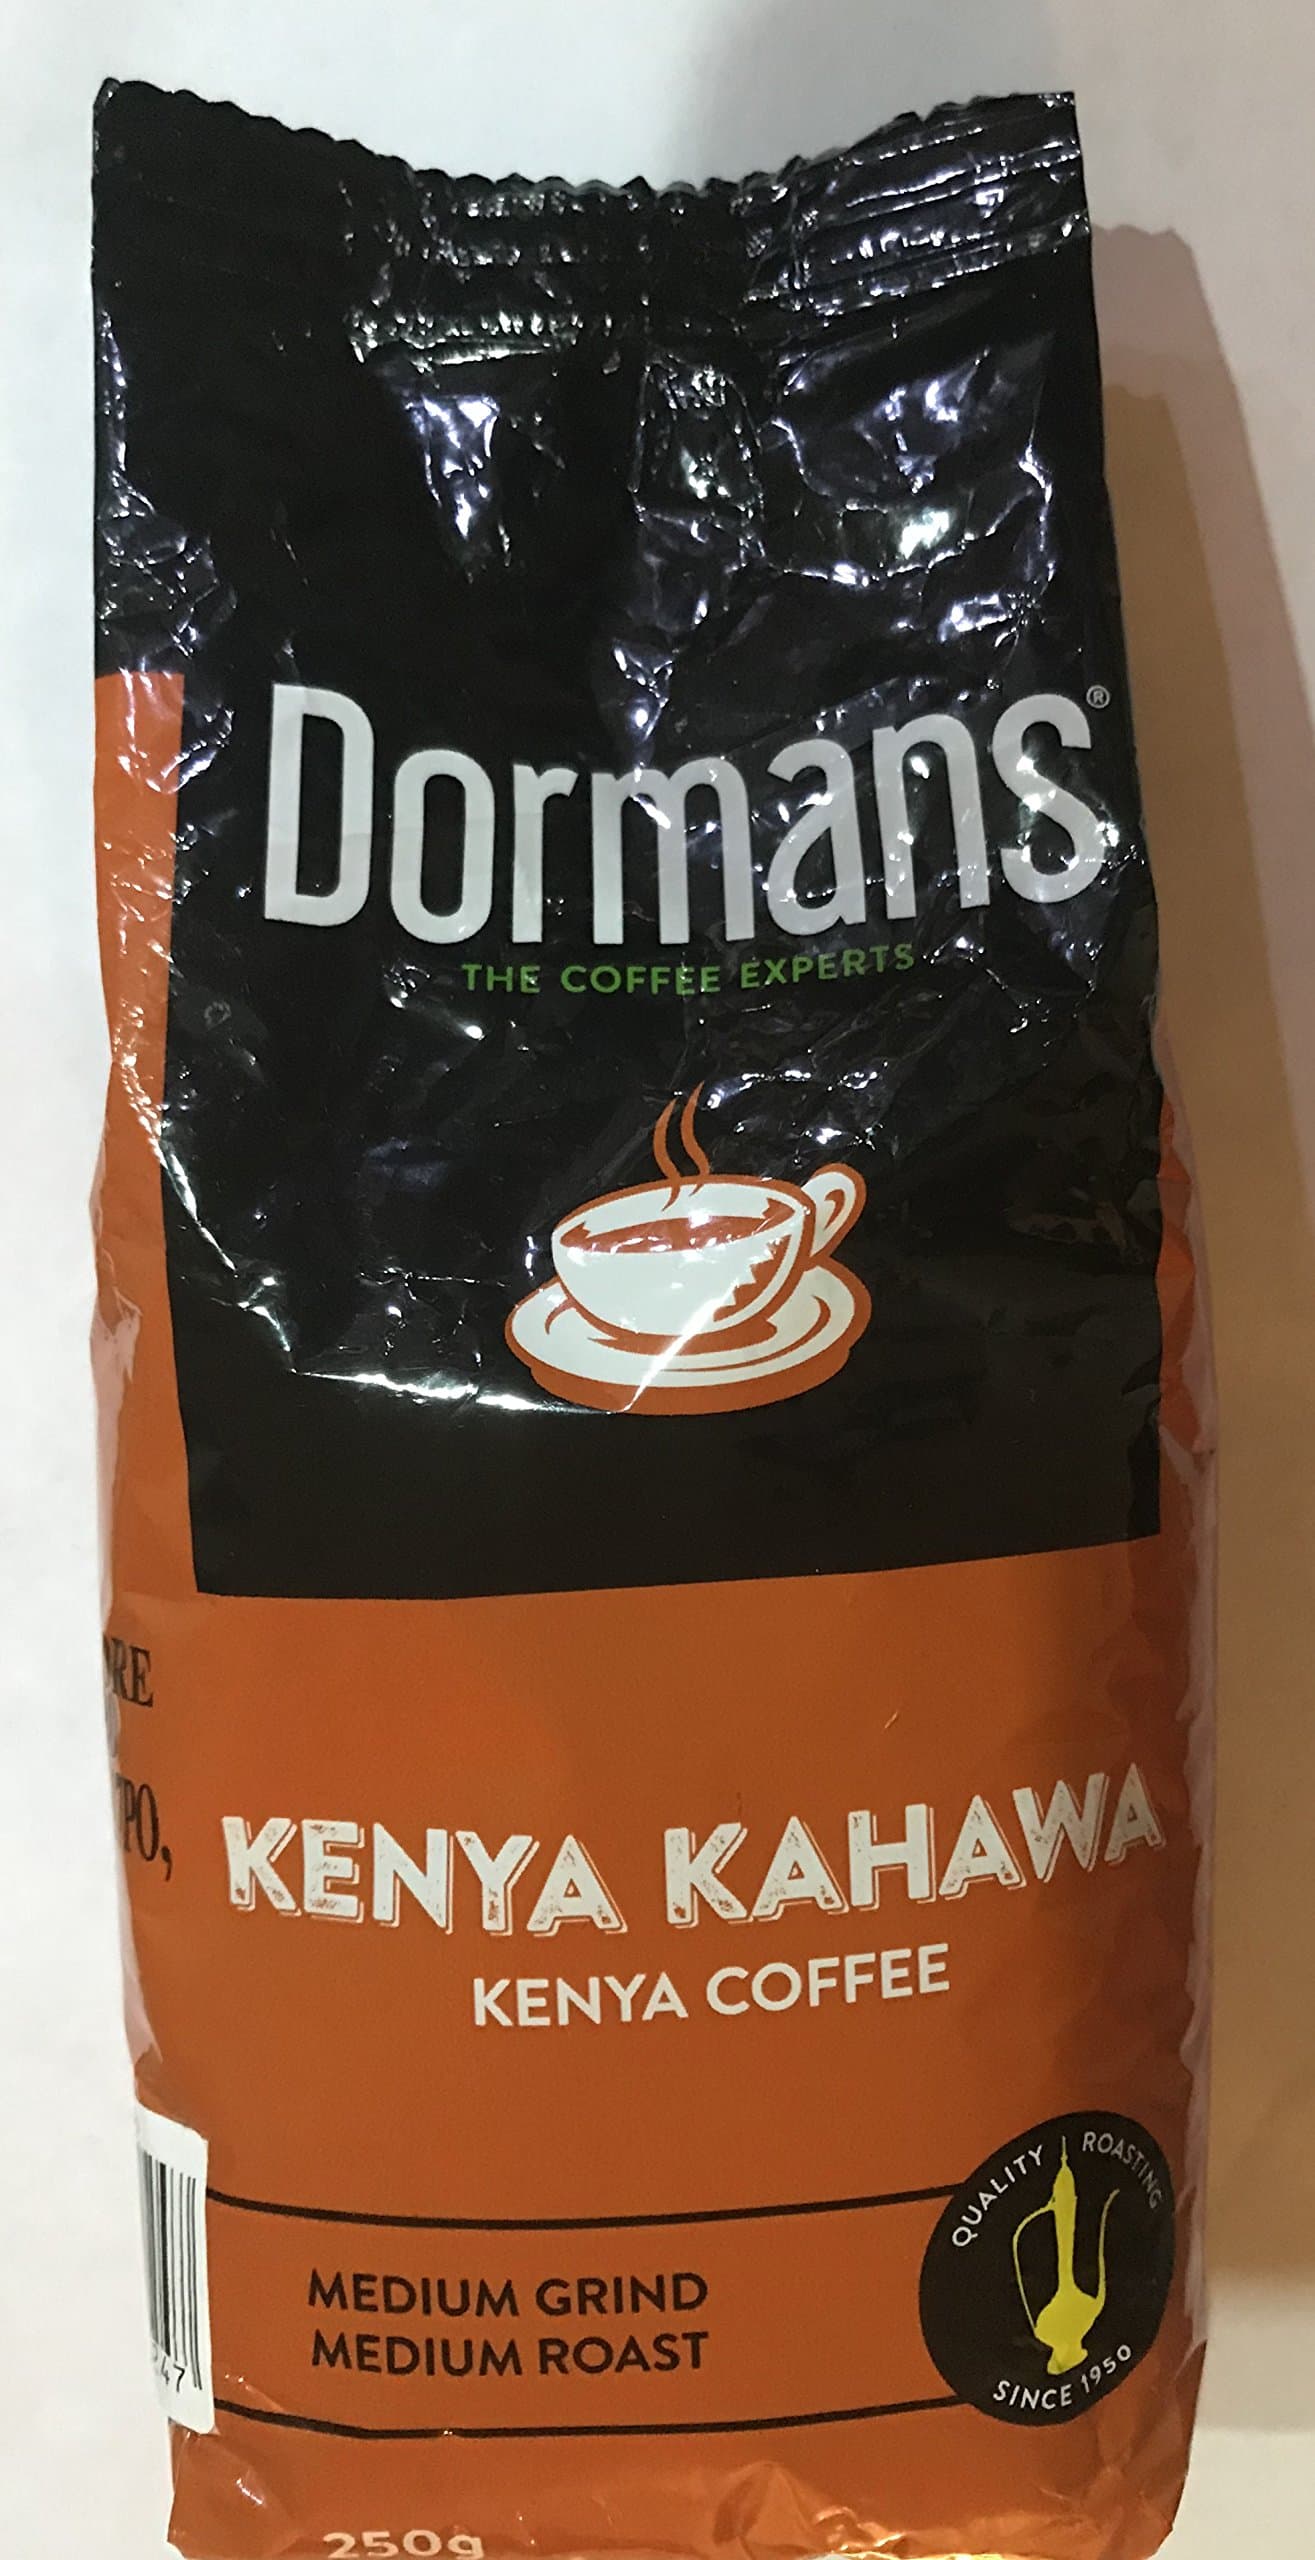 Dormans®
THE COFFEE EXPERTS
KENYA KAHAWA
KENYA COFFEE
QUALITY ROASTING
SINCE 1950
MEDIUM GRIND
MEDIUM ROAST
250g